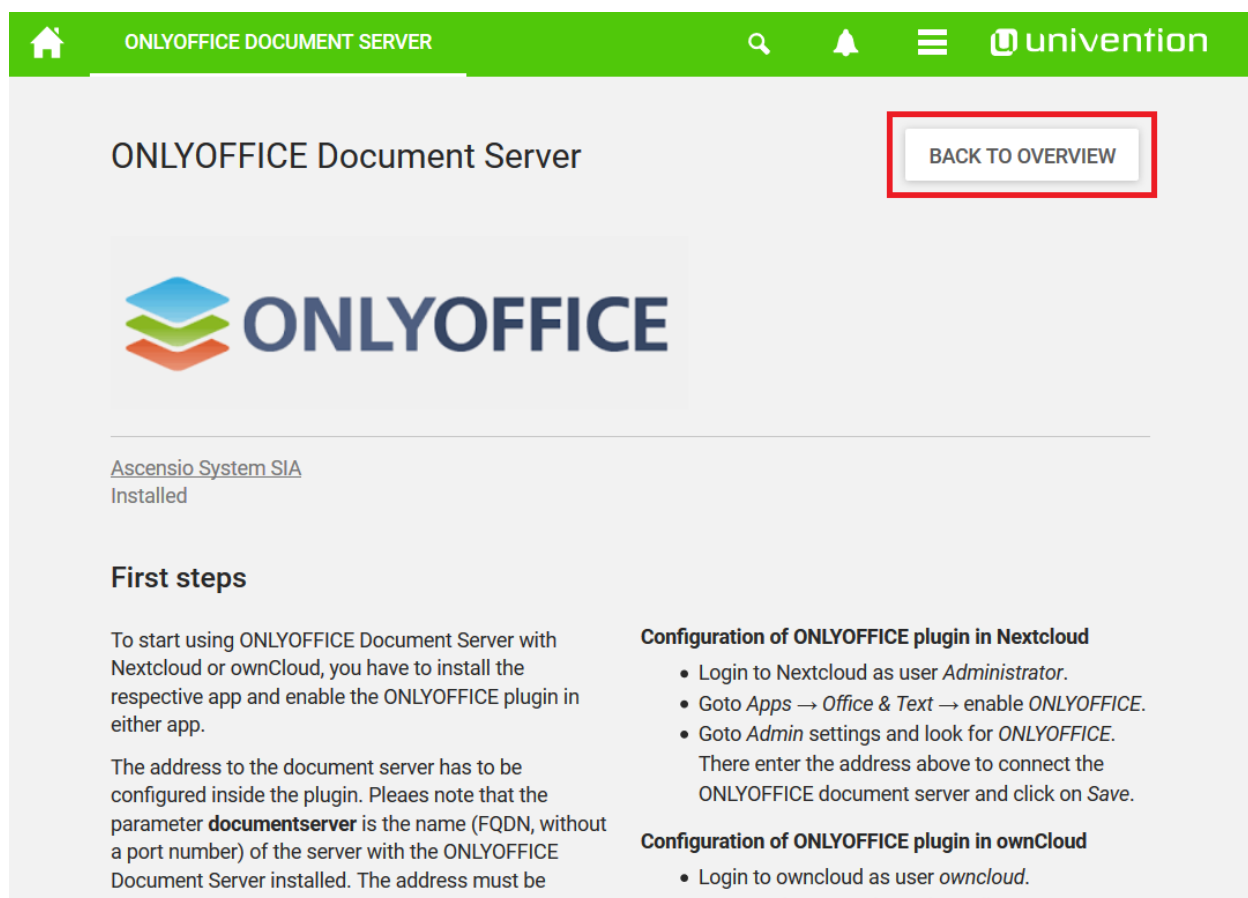 ONLYOFFICE DOCUMENT SERVER
univention
ONLYOFFICE Document Server
BACK TO OVERVIEW
ONLYOFFICE
Ascensio System SIA
Installed
First steps
To start using ONLYOFFICE Document Server with
Nextcloud or ownCloud, you have to install the
respective app and enable the ONLYOFFICE plugin in
either app.
The address to the document server has to be
configured inside the plugin. Pleaes note that the
parameter documentserver is the name (FQDN, without
a port number) of the server with the ONLYOFFICE
Document Server installed. The address must be
Configuration of ONLYOFFICE plugin in Nextcloud
• Login to Nextcloud as user Administrator.
• Goto Apps → Office & Text → enable ONLYOFFICE.
• Goto Admin settings and look for ONLYOFFICE.
There enter the address above to connect the
ONLYOFFICE document server and click on Save.
Configuration of ONLYOFFICE plugin in ownCloud
• Login to owncloud as user owncloud.